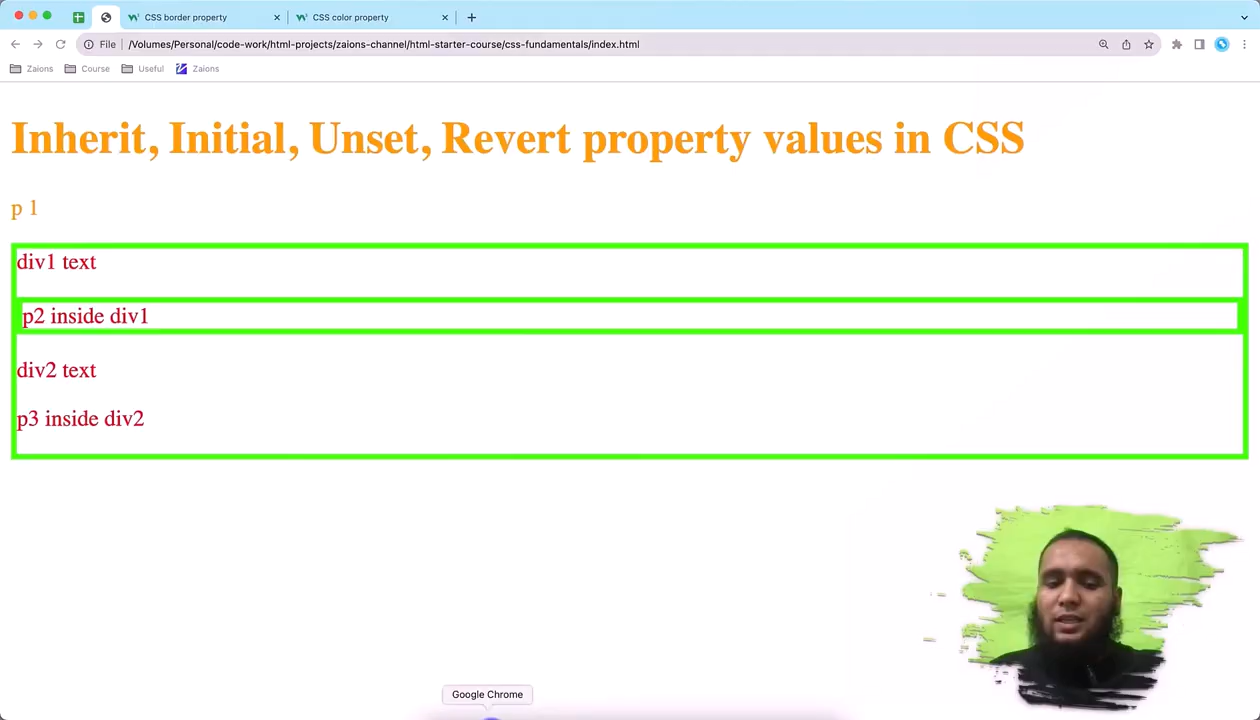 CSS border property
CSS color property
File /Volumes/Personal/code-work/html-projects/zaions-channel/html-starter-course/css-fundamentals/index.html
Zaions Course Useful Zaions
Inherit, Initial, Unset, Revert property values in CSS
p 1
div1 text
p2 inside div1
div2 text
p3 inside div2
Google Chrome